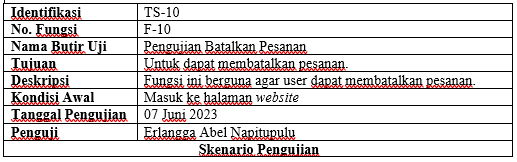 Identifikasi TS-10
No. Fungsi F-10
Nama Butir Uji Pengujian Batalkan Pesanan
Tujuan Untuk dapat membatalkan pesanan.
Deskripsi Fungsi ini berguna agar user dapat membatalkan pesanan.
Kondisi Awal Masuk ke halaman website
Tanggal Pengujian 07 Juni 2023
Penguji Erlangga Abel Napitupulu
Skenario Pengujian